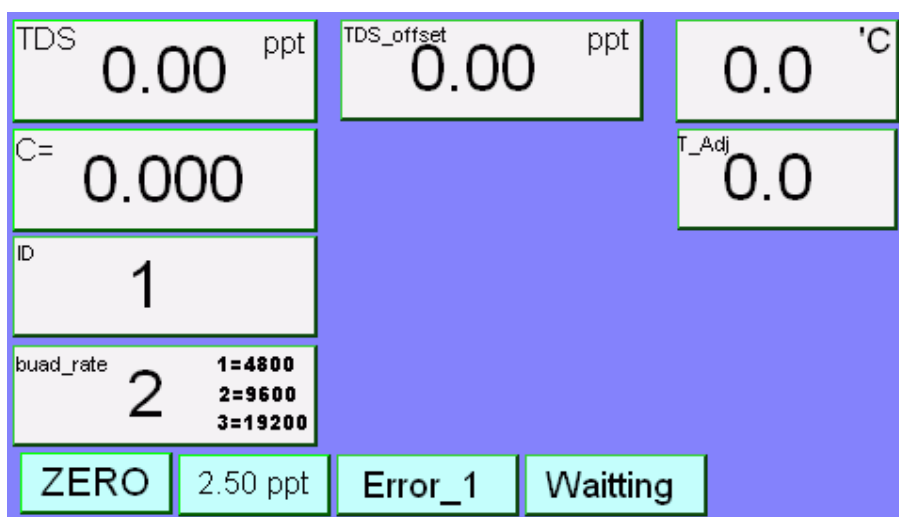 TDS 0.00 ppt
TDS_offset 0.00 ppt
0.0 'C
C= 0.000
T_Adj 0.0
ID 1
buad_rate 2
1=4800
2=9600
3=19200
ZERO
2.50 ppt
Error_1
Waitting